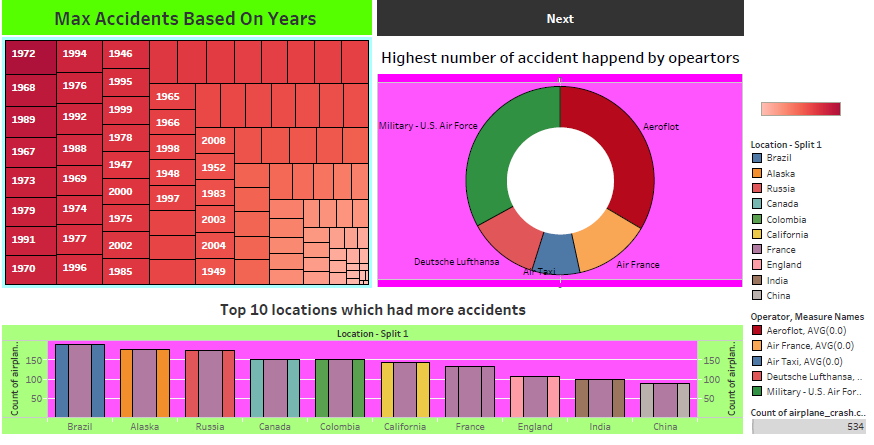 Max Accidents Based On Years
Next
Highest number of accident happend by opeartors
1972
1968
1989
1967
1973
1979
1991
1970
1994
1976
1992
1988
1969
1974
1977
1996
1946
1995
1999
1978
1947
2000
1975
2002
1985
1965
1966
1998
1948
1997
2008
1952
1983
2003
2004
1949
Military - U.S. Air Force
Aeroflot
Deutsche Lufthansa
Air Taxi
Air France
Location - Split 1
Brazil
Alaska
Russia
Canada
Colombia
California
France
England
India
China
Operator, Measure Names
Aeroflot, AVG(0.0)
Air France, AVG(0.0)
Air Taxi, AVG(0.0)
Deutsche Lufthansa, ..
Military - U.S. Air For..
Count of airplane_crash.c..
534
Top 10 locations which had more accidents
Location - Split 1
Count of airplan..
150
100
50
Brazil
Alaska
Russia
Canada
Colombia
California
France
England
India
China
150
100
50
Count of airplan..